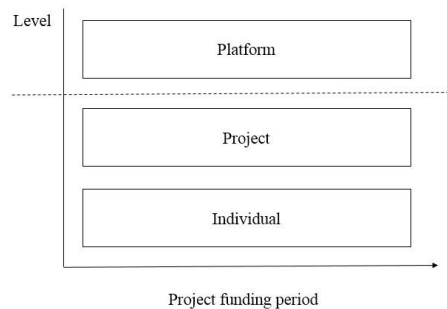 Level
Platform
Project
Individual
Project funding period